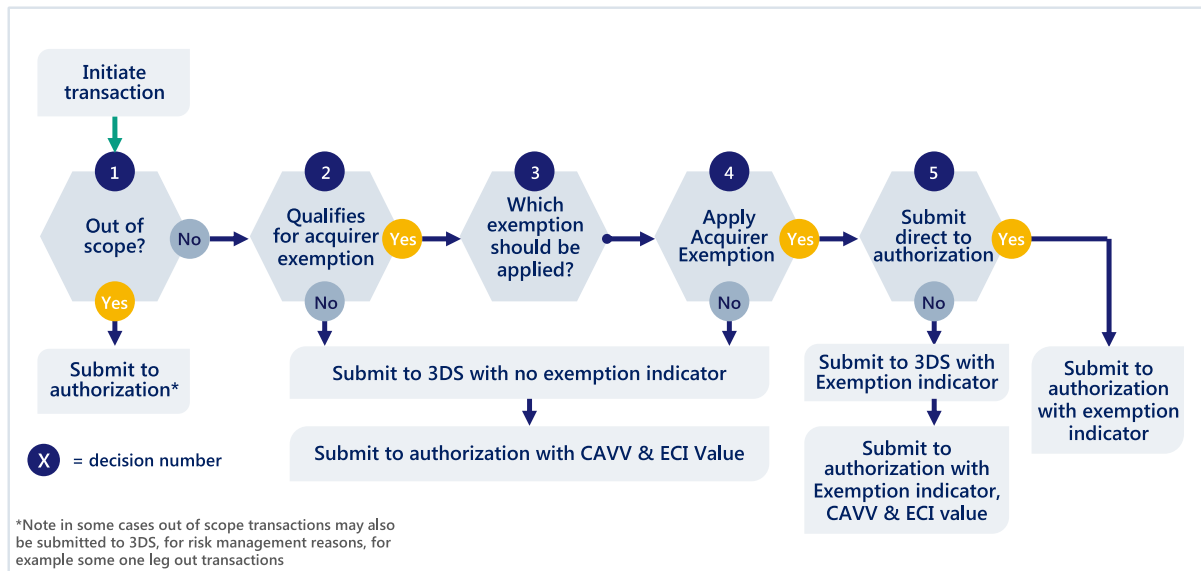 Initiate
transaction
1
Out of
scope?
No
Yes
Submit to
authorization*
2
Qualifies
for acquirer
exemption
Yes
No
3
Which
exemption
should be
applied?
4
Apply
Acquirer
Exemption
Yes
No
5
Submit
direct to
authorization
Yes
No
Submit to 3DS with no exemption indicator
Submit to authorization with CAVV & ECI Value
Submit to 3DS with
Exemption indicator
Submit to
authorization with
Exemption indicator,
CAVV & ECI value
Submit to
authorization
with exemption
indicator
X = decision number
*Note in some cases out of scope transactions may also
be submitted to 3DS, for risk management reasons, for
example some one leg out transactions